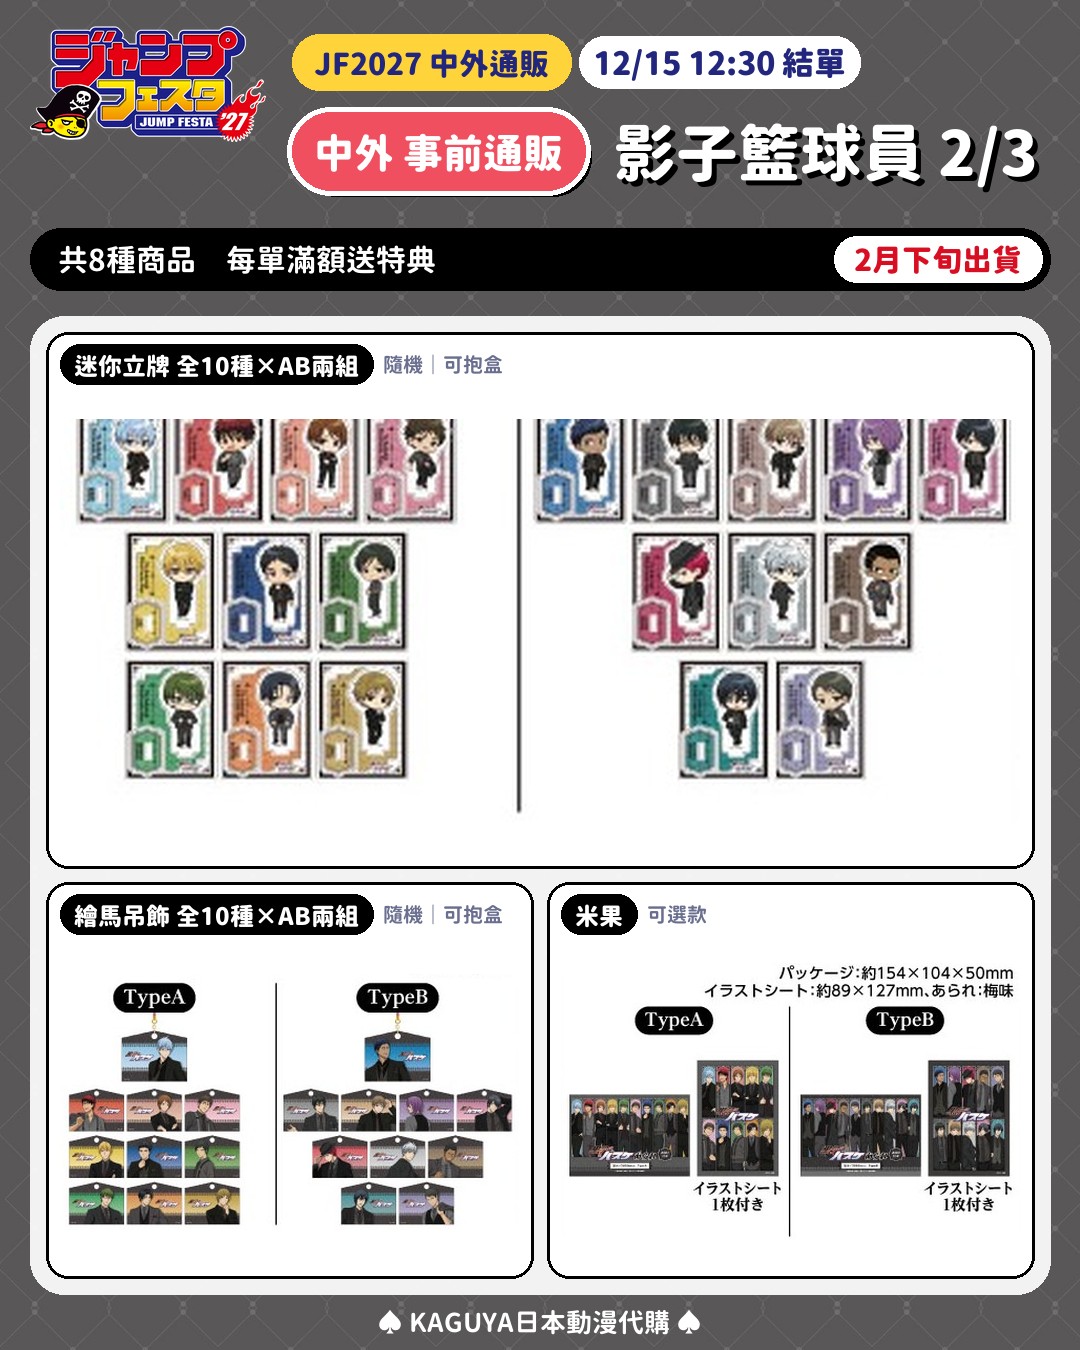 ジャンプ
フェスタ
JUMP FESTA '27
JF2027 中外通販
12/15 12:30 結單
中外 事前通販
影子籃球員 2/3
共8種商品 每單滿額送特典
2月下旬出貨
迷你立牌 全10種×AB兩組
隨機｜可抱盒
繪馬吊飾 全10種×AB兩組
隨機｜可抱盒
TypeA
TypeB
米果
可選款
パッケージ:約154×104×50mm
イラストシート:約89×127mm、あられ:梅味
TypeA
TypeB
イラストシート
1枚付き
イラストシート
1枚付き
♠ KAGUYA日本動漫代購 ♠